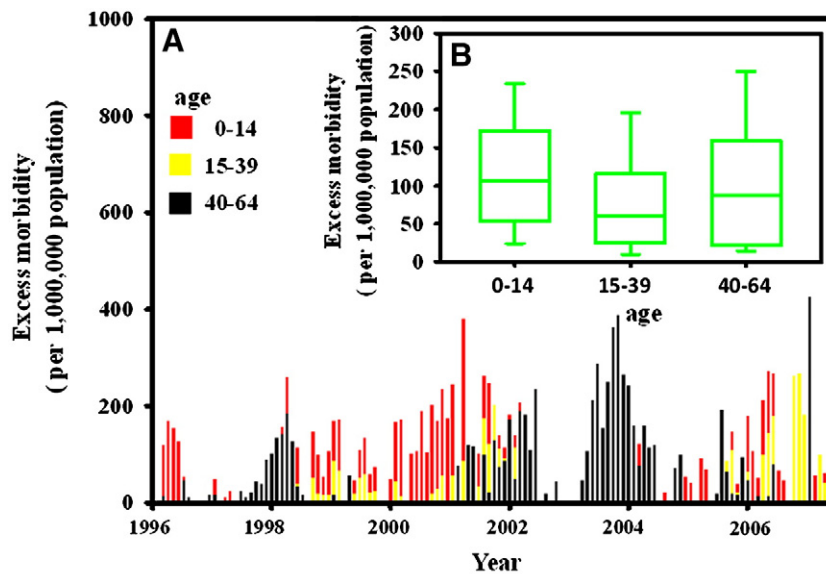 A
1000
800
600
400
200
0
Excess morbidity
( per 1,000,000 population)
age
0-14
15-39
40-64
1996
1998
2000
2002
2004
2006
Year
B
300
250
200
150
100
50
0
Excess morbidity
( per 1,000,000 population)
0-14
15-39
40-64
age